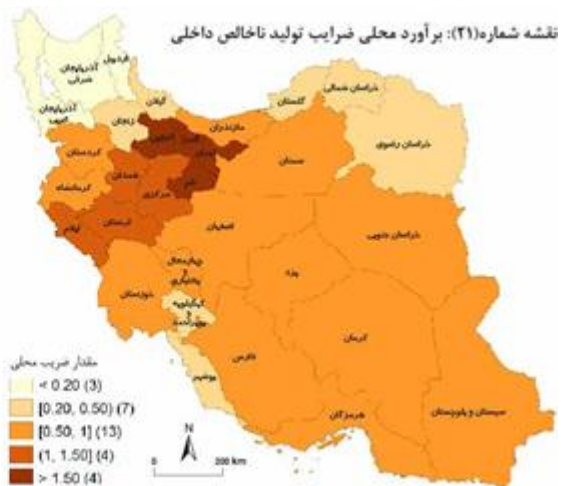 نقشه شماره(۲۱): برآورد محلی ضرایب تولید ناخالص داخلی
اردبیل
آذربایجان
شرقی
آذربایجان
غربی
گیلان
زنجان
مازندران
گلستان
خراسان شمالی
خراسان رضوی
کردستان
کرمانشاه
همدان
مرکزی
قم
سمنان
ایلام
لرستان
اصفهان
خراسان جنوبی
یزد
چهارمحال
بختیاری
خوزستان
کهگیلویه
بویراحمد
فارس
کرمان
بوشهر
هرمزگان
سیستان و بلوچستان
مقدار ضریب محلی
< 0.20 (3)
[0.20, 0.50) (7)
[0.50, 1] (13)
(1, 1.50] (4)
> 1.50 (4)
N
0 200 km